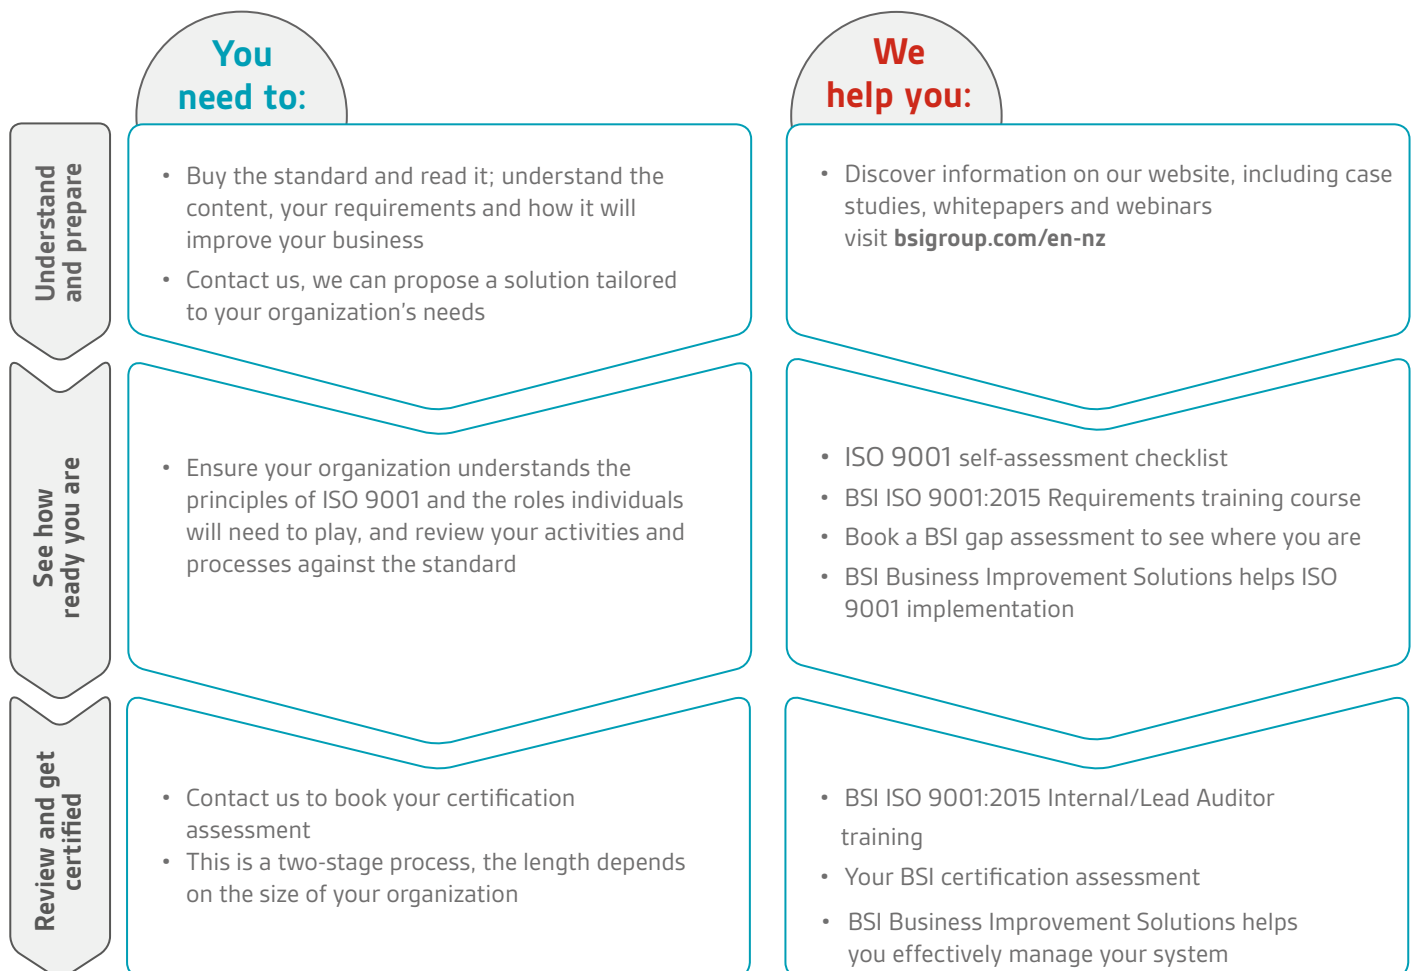 You
need to:
We
help you:
Understand
and prepare
• Buy the standard and read it; understand the
content, your requirements and how it will
improve your business
• Contact us, we can propose a solution tailored
to your organization's needs
• Discover information on our website, including case
studies, whitepapers and webinars
visit bsigroup.com/en-nz
See how
ready you are
• Ensure your organization understands the
principles of ISO 9001 and the roles individuals
will need to play, and review your activities and
processes against the standard
• ISO 9001 self-assessment checklist
• BSI ISO 9001:2015 Requirements training course
• Book a BSI gap assessment to see where you are
• BSI Business Improvement Solutions helps ISO
9001 implementation
Review and get
certified
• Contact us to book your certification
assessment
• This is a two-stage process, the length depends
on the size of your organization
• BSI ISO 9001:2015 Internal/Lead Auditor
training
• Your BSI certification assessment
• BSI Business Improvement Solutions helps
you effectively manage your system